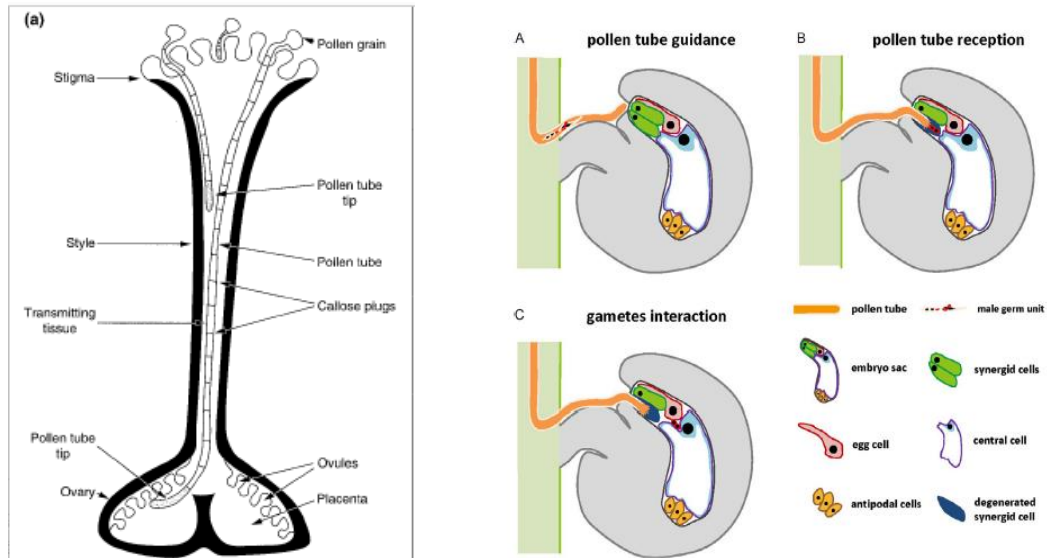 (a)
Pollen grain
Stigma
Pollen tube
tip
Style
Pollen tube
Callose plugs
Transmitting
tissue
Pollen tube
tip
Ovules
Ovary
Placenta
A
pollen tube guidance
B
pollen tube reception
C
gametes interaction
pollen tube
male germ unit
embryo sac
synergid cells
egg cell
central cell
antipodal cells
degenerated
synergid cell